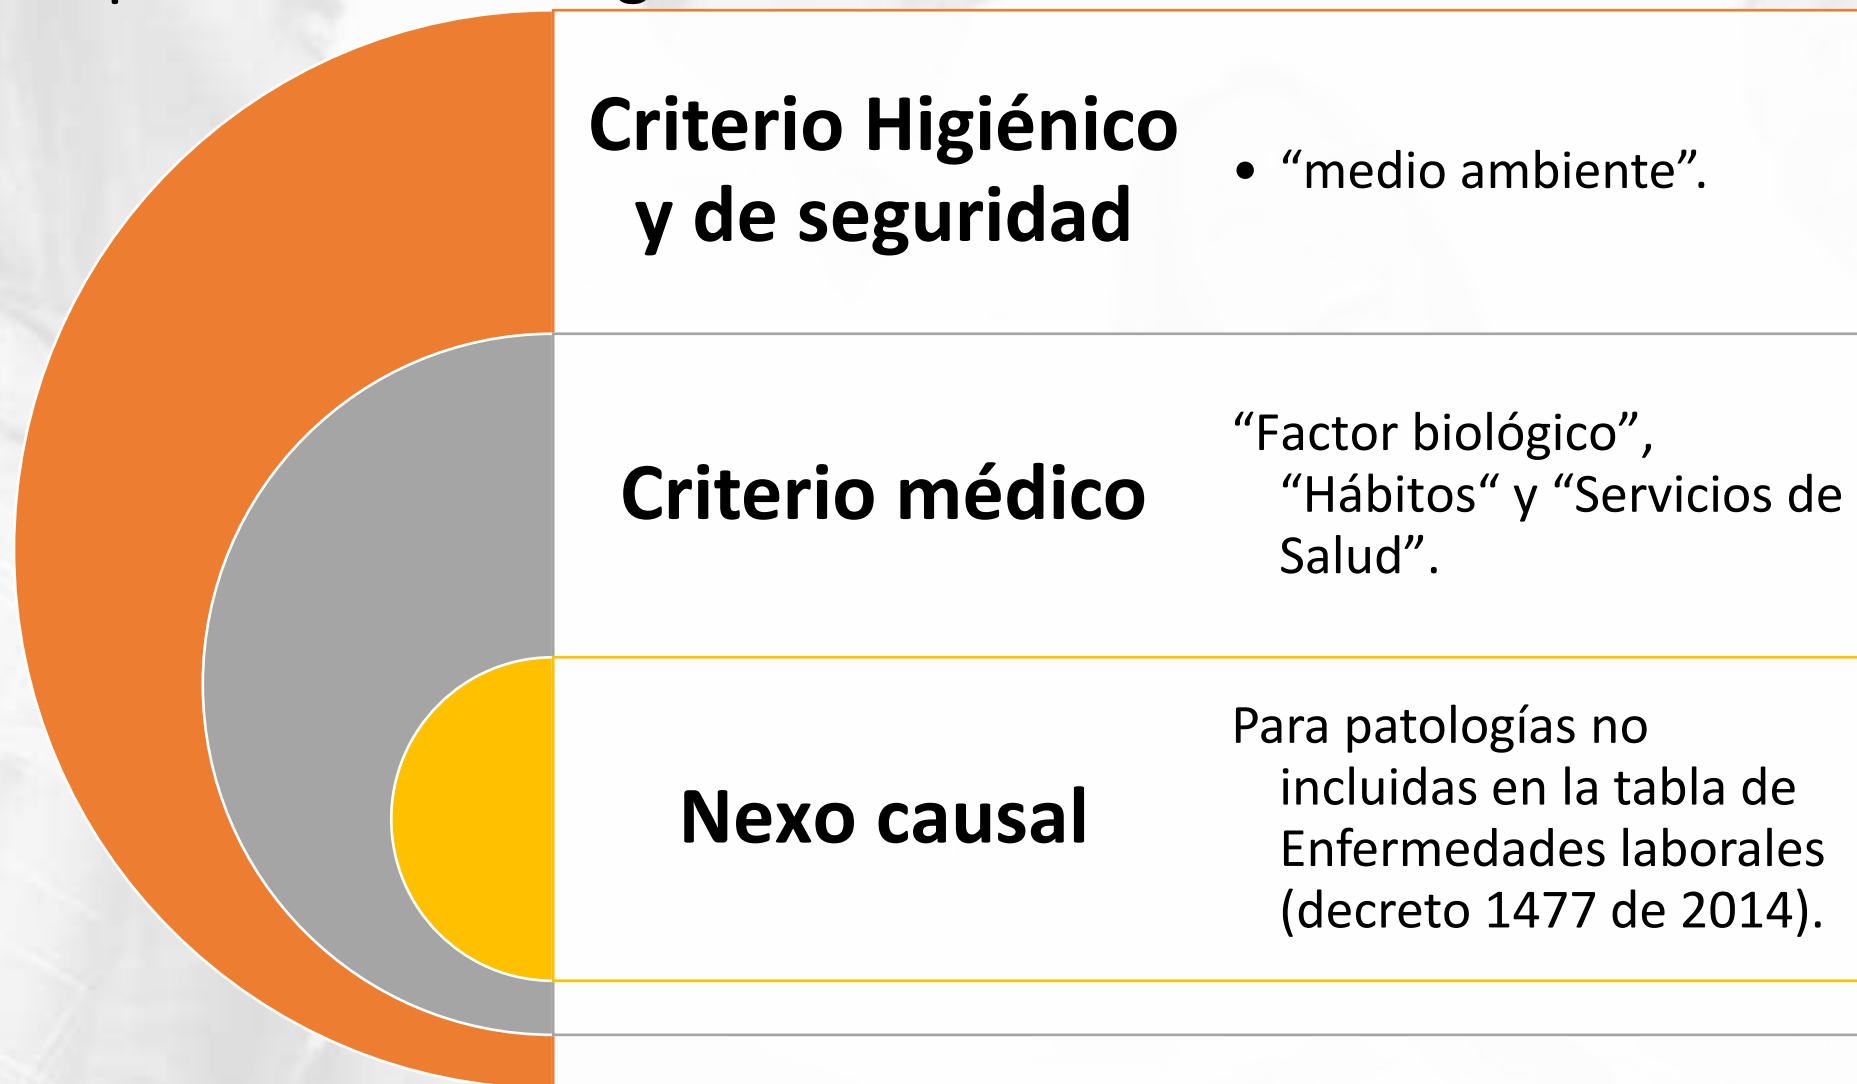 Criterio Higiénico
y de seguridad
• “medio ambiente”.
Criterio médico
“Factor biológico”,
“Hábitos“ y “Servicios de
Salud”.
Nexo causal
Para patologías no
incluidas en la tabla de
Enfermedades laborales
(decreto 1477 de 2014).